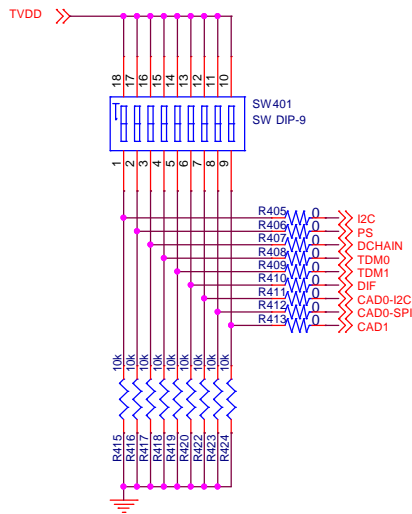 TVDD
18 17 16 15 14 13 12 11 10
SW401
SW DIP-9
1 2 3 4 5 6 7 8 9
R405 0 I2C
R406 0 PS
R407 0 DCHAIN
R408 0 TDM0
R409 0 TDM1
R410 0 DIF
R411 0 CAD0-I2C
R412 0 CAD0-SPI
R413 0 CAD1
10k 10k 10k 10k 10k 10k 10k 10k 10k
R415 R416 R417 R418 R419 R420 R422 R423 R424